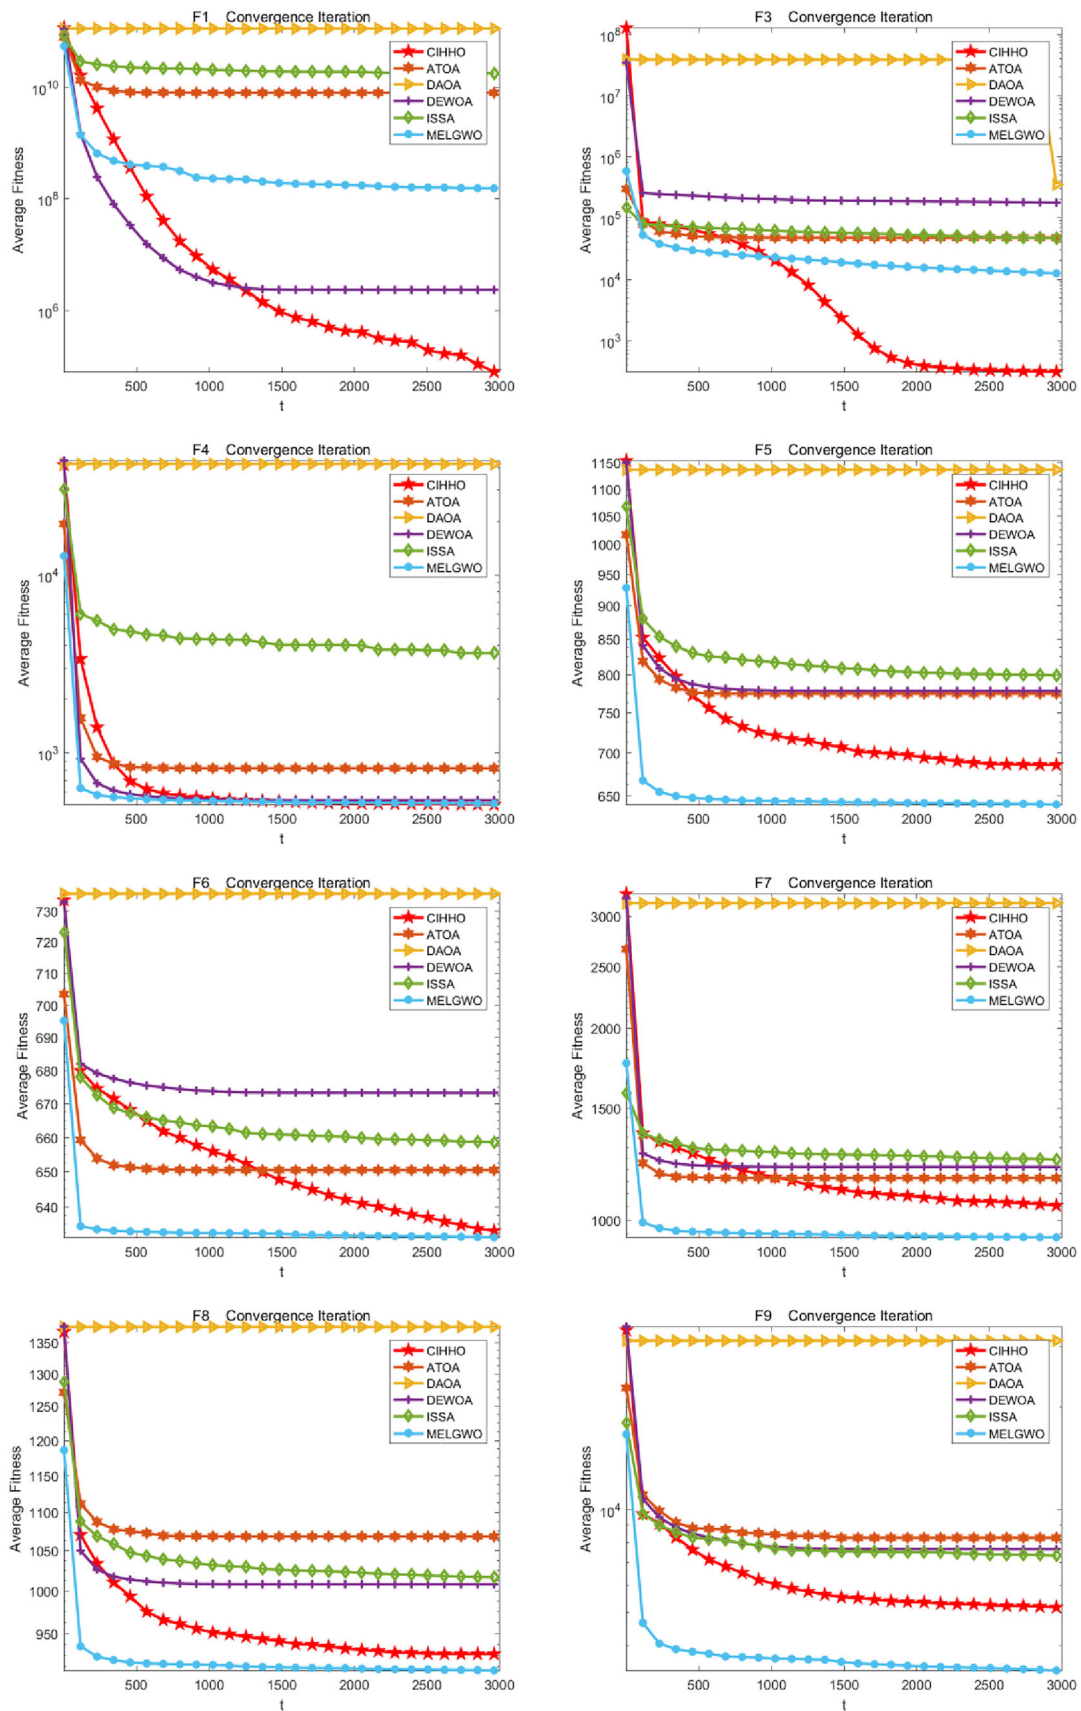 F1 Convergence Iteration
CIHHO
ATOA
DAOA
DEWOA
ISSA
MELGWO
Average Fitness
10^10
10^8
10^6
500 1000 1500 2000 2500 3000
t
F3 Convergence Iteration
CIHHO
ATOA
DAOA
DEWOA
ISSA
MELGWO
Average Fitness
10^8
10^7
10^6
10^5
10^4
10^3
500 1000 1500 2000 2500 3000
t
F4 Convergence Iteration
CIHHO
ATOA
DAOA
DEWOA
ISSA
MELGWO
Average Fitness
10^4
10^3
500 1000 1500 2000 2500 3000
t
F5 Convergence Iteration
CIHHO
ATOA
DAOA
DEWOA
ISSA
MELGWO
Average Fitness
1150
1100
1050
1000
950
900
850
800
750
700
650
500 1000 1500 2000 2500 3000
t
F6 Convergence Iteration
CIHHO
ATOA
DAOA
DEWOA
ISSA
MELGWO
Average Fitness
730
720
710
700
690
680
670
660
650
640
500 1000 1500 2000 2500 3000
t
F7 Convergence Iteration
CIHHO
ATOA
DAOA
DEWOA
ISSA
MELGWO
Average Fitness
3000
2500
2000
1500
1000
500 1000 1500 2000 2500 3000
t
F8 Convergence Iteration
CIHHO
ATOA
DAOA
DEWOA
ISSA
MELGWO
Average Fitness
1350
1300
1250
1200
1150
1100
1050
1000
950
500 1000 1500 2000 2500 3000
t
F9 Convergence Iteration
CIHHO
ATOA
DAOA
DEWOA
ISSA
MELGWO
Average Fitness
10^4
500 1000 1500 2000 2500 3000
t